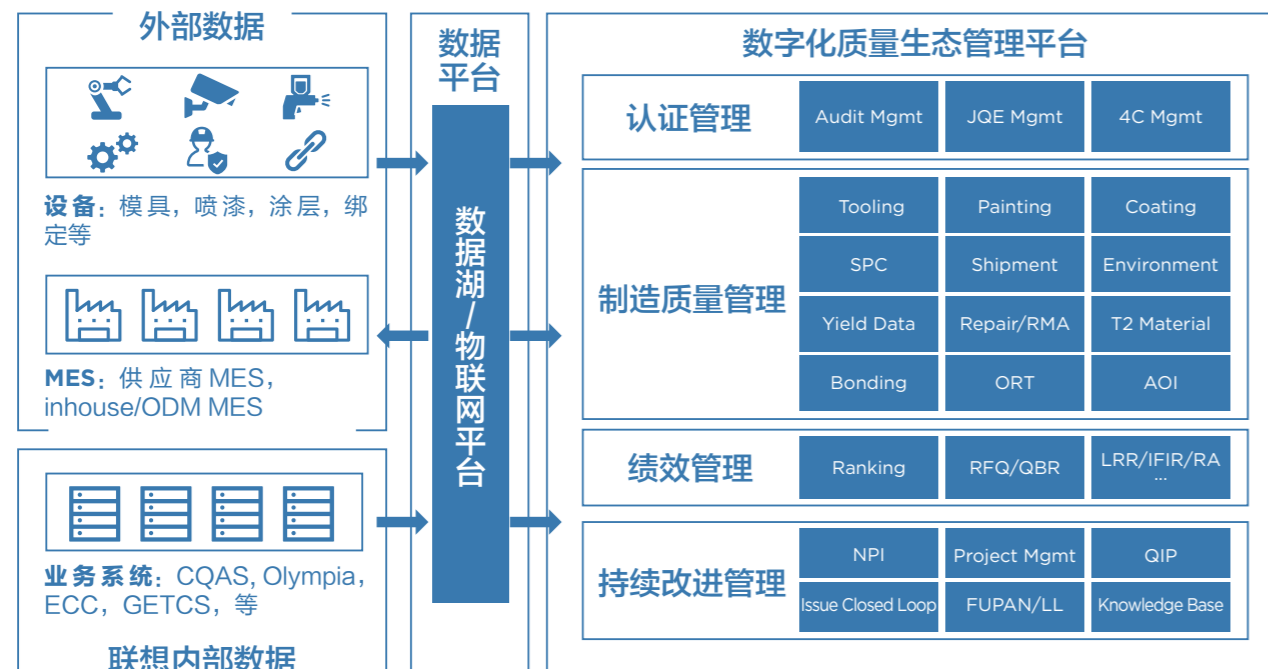 外部数据
设备：模具，喷漆，涂层，绑
定等
MES：供应商 MES，
inhouse/ODM MES
业务系统：CQAS, Olympia，
ECC，GETCS，等
联想内部数据
数据
平台
数据湖/物联网平台
数字化质量生态管理平台
认证管理
Audit Mgmt
JQE Mgmt
4C Mgmt
制造质量管理
Tooling
Painting
Coating
SPC
Shipment
Environment
Yield Data
Repair/RMA
T2 Material
Bonding
ORT
AOI
绩效管理
Ranking
RFQ/QBR
LRR/IFIR/RA
...
持续改进管理
NPI
Project Mgmt
QIP
Issue Closed Loop
FUPAN/LL
Knowledge Base